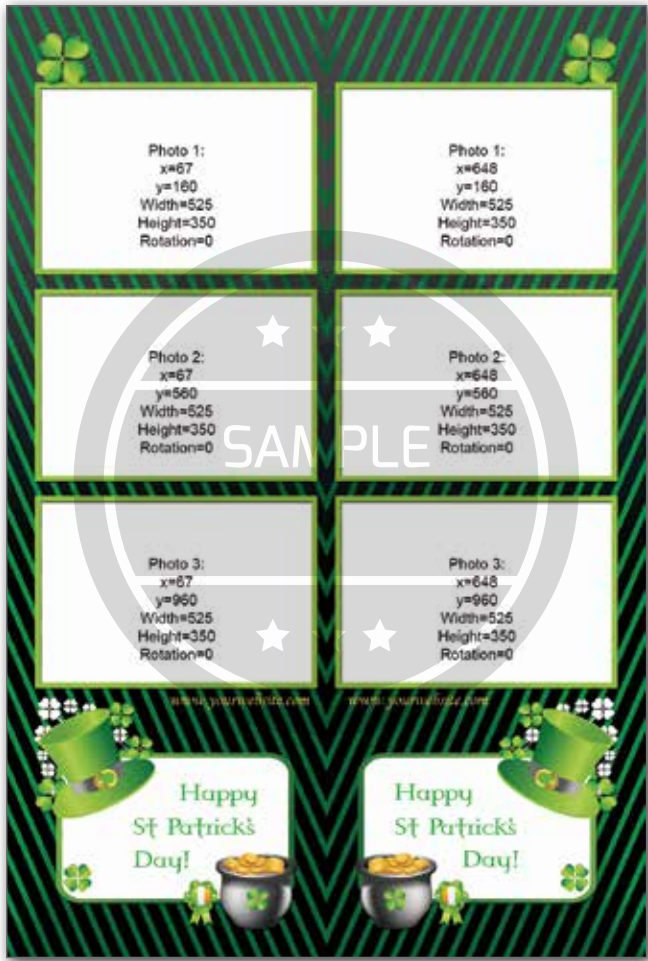 Photo 1:
x=67
y=160
Width=525
Height=350
Rotation=0
Photo 1:
x=648
y=160
Width=525
Height=350
Rotation=0
Photo 2:
x=67
y=560
Width=525
Height=350
Rotation=0
Photo 2:
x=648
y=560
Width=525
Height=350
Rotation=0
SAMPLE
Photo 3:
x=67
y=960
Width=525
Height=350
Rotation=0
Photo 3:
x=648
y=960
Width=525
Height=350
Rotation=0
www.yourwebsite.com
www.yourwebsite.com
Happy
St Patrick's
Day!
Happy
St Patrick's
Day!